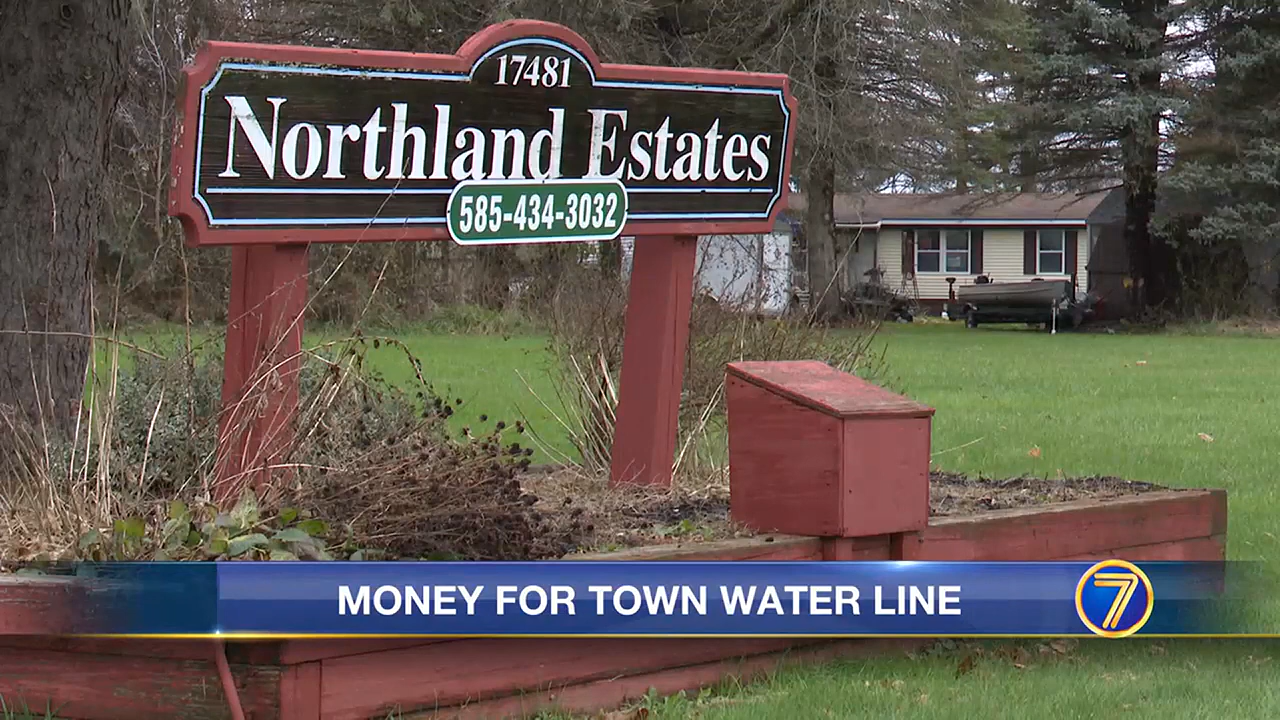 17481
Northland Estates
585-434-3032
MONEY FOR TOWN WATER LINE
7